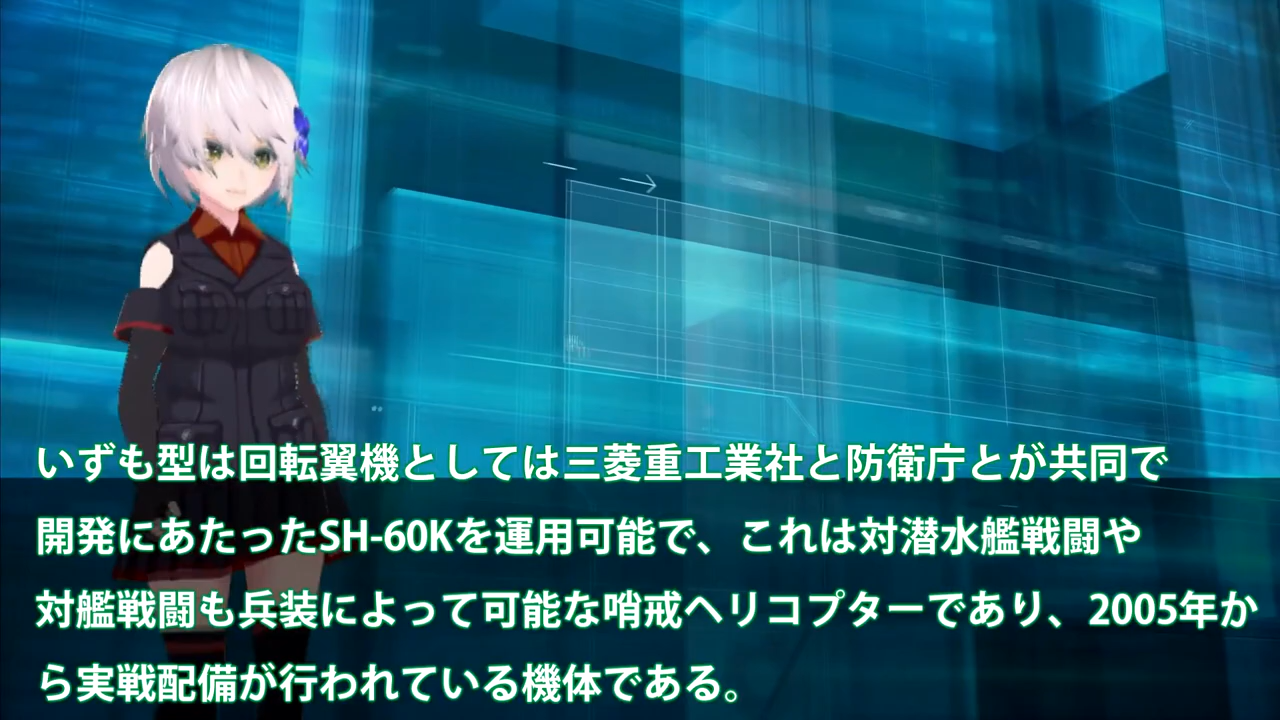 いずも型は回転翼機としては三菱重工業社と防衛庁とが共同で
開発にあたったSH-60Kを運用可能で、これは対潜水艦戦闘や
対艦戦闘も兵装によって可能な哨戒ヘリコプターであり、2005年か
ら実戦配備が行われている機体である。